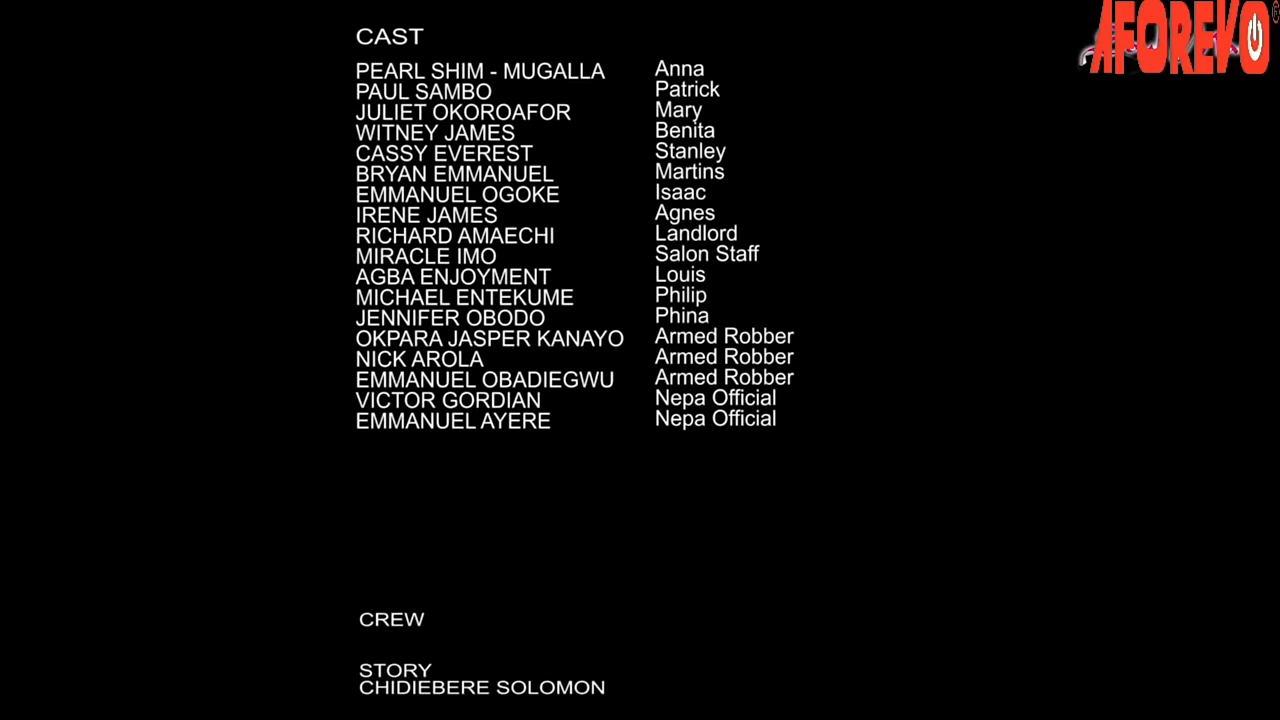 AFOREVO
CAST
PEARL SHIM - MUGALLA Anna
PAUL SAMBO Patrick
JULIET OKOROAFOR Mary
WITNEY JAMES Benita
CASSY EVEREST Stanley
BRYAN EMMANUEL Martins
EMMANUEL OGOKE Isaac
IRENE JAMES Agnes
RICHARD AMAECHI Landlord
MIRACLE IMO Salon Staff
AGBA ENJOYMENT Louis
MICHAEL ENTEKUME Philip
JENNIFER OBODO Phina
OKPARA JASPER KANAYO Armed Robber
NICK AROLA Armed Robber
EMMANUEL OBADIEGWU Armed Robber
VICTOR GORDIAN Nepa Official
EMMANUEL AYERE Nepa Official
CREW
STORY
CHIDIEBERE SOLOMON